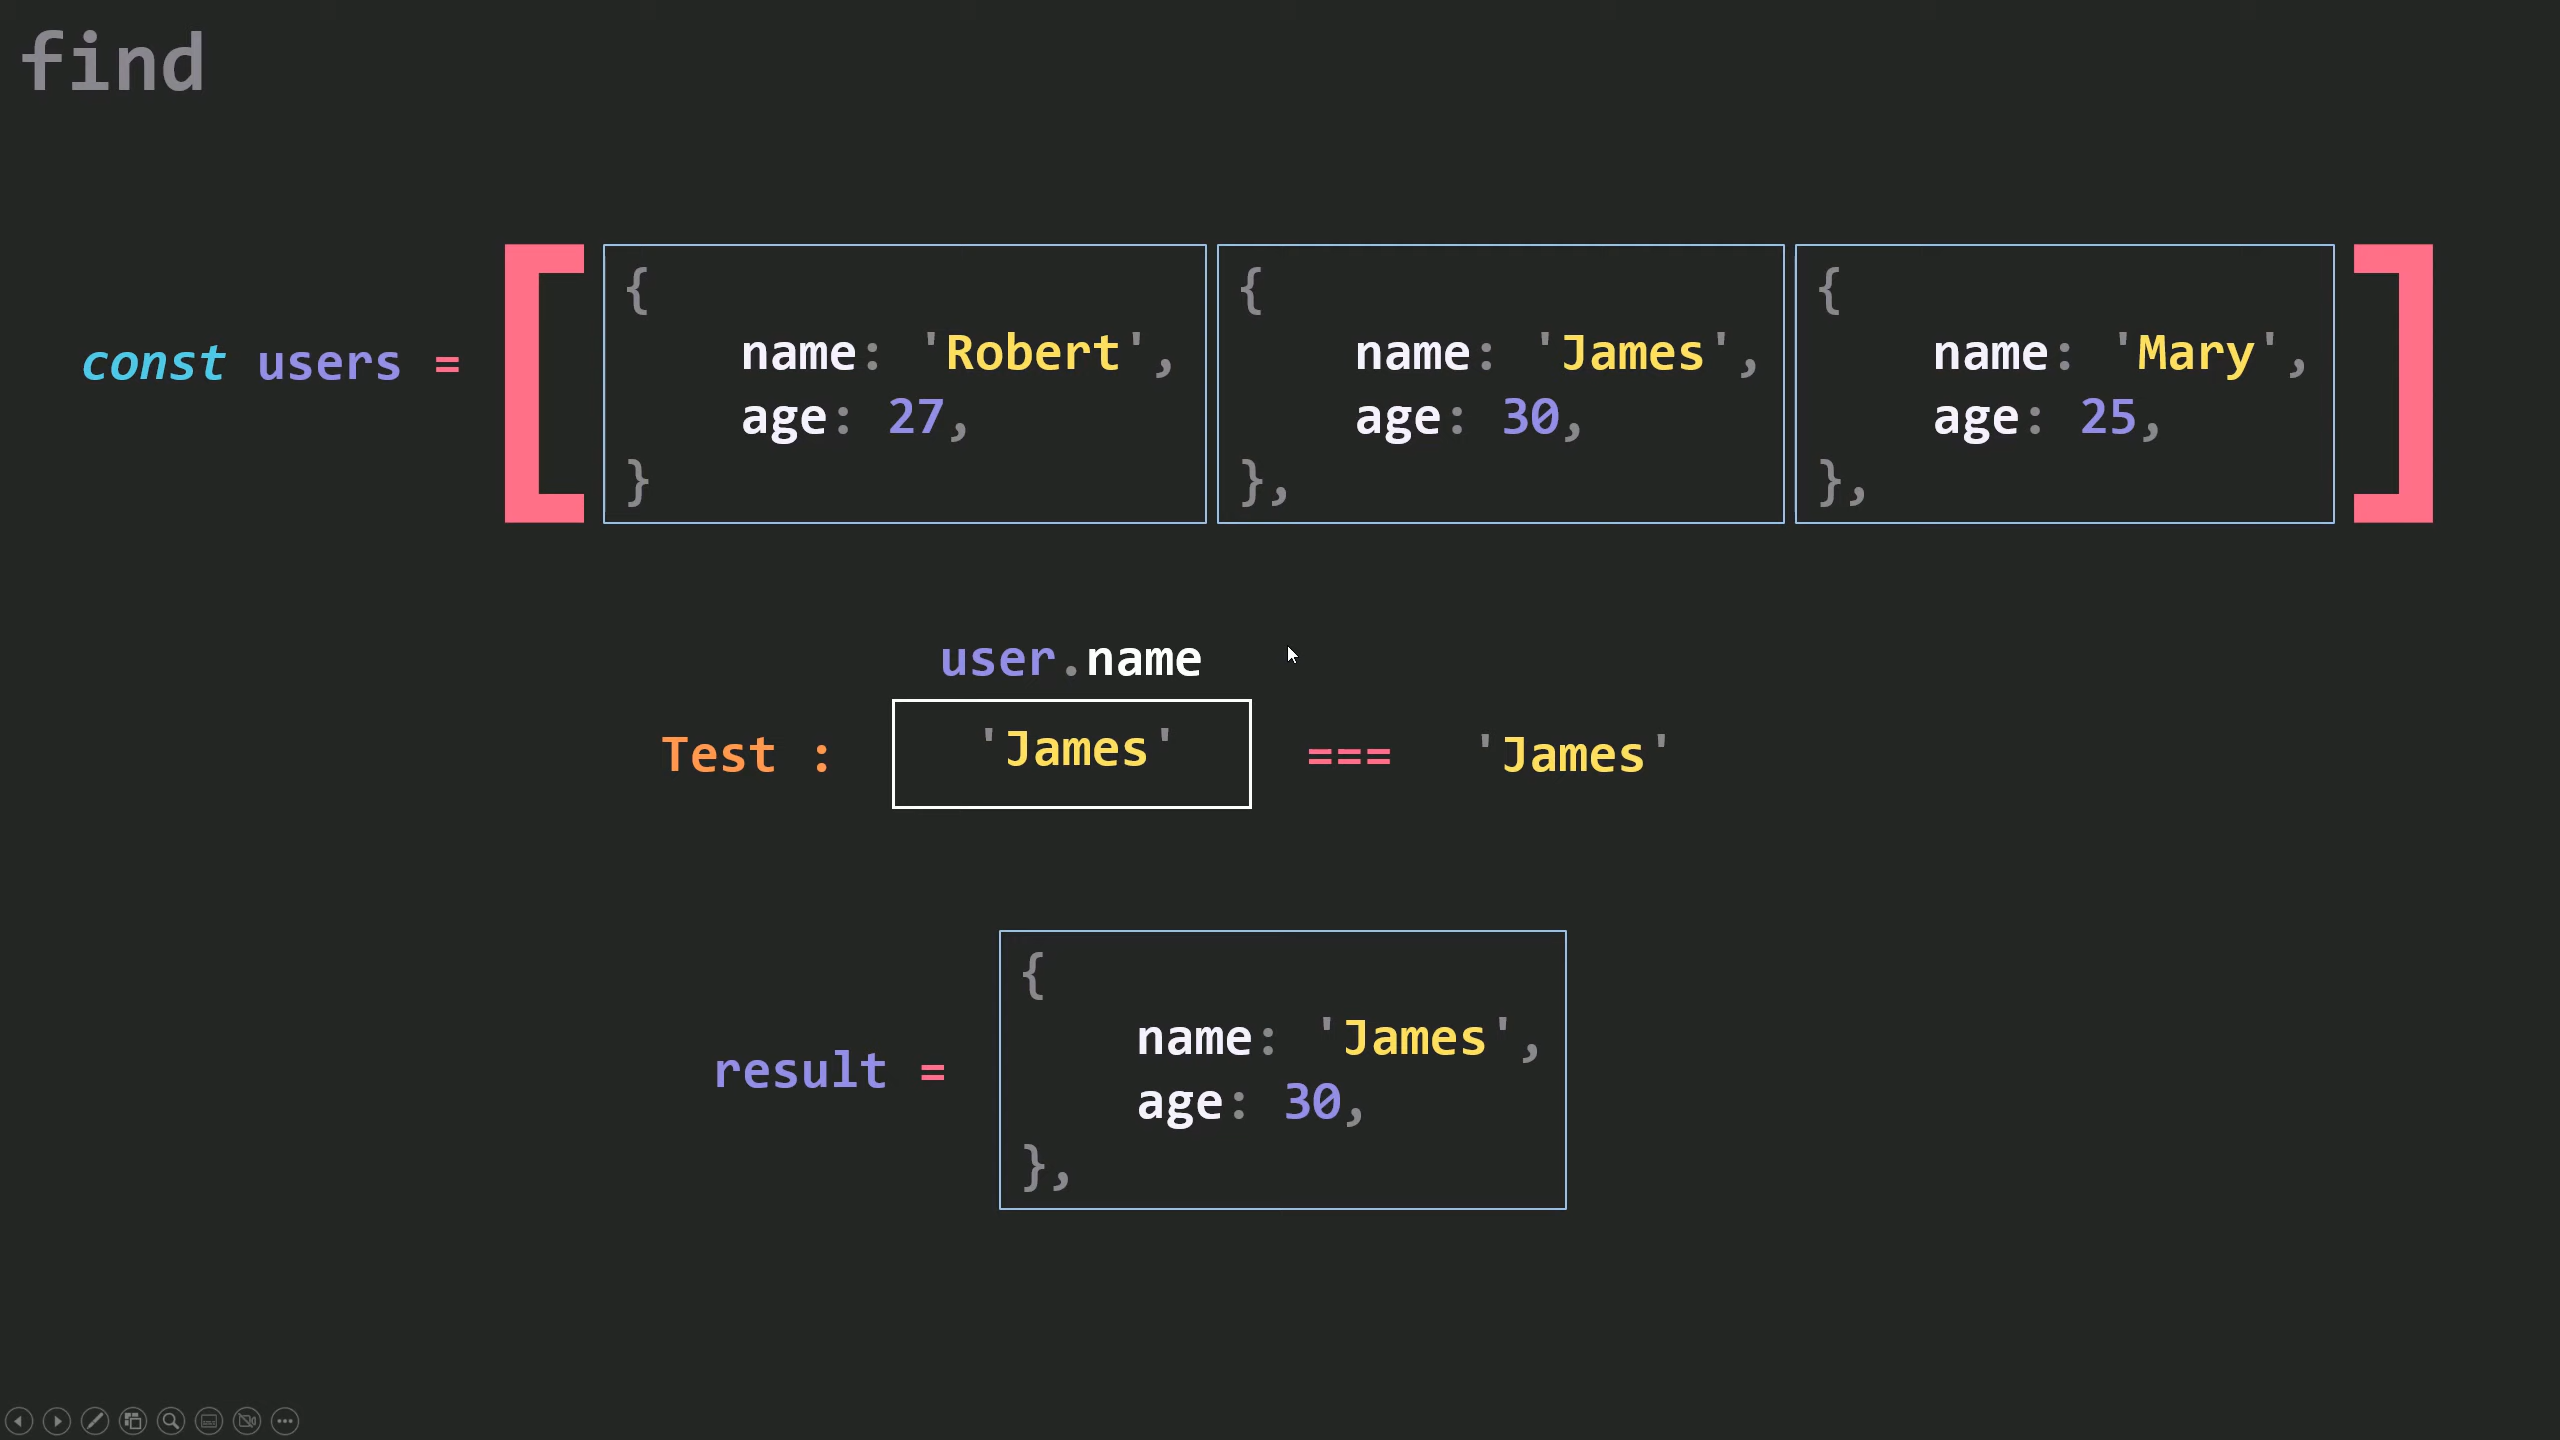 find
const users = [
{
name: 'Robert',
age: 27,
}
{
name: 'James',
age: 30,
},
{
name: 'Mary',
age: 25,
},
]
user.name
Test : 'James' === 'James'
result =
{
name: 'James',
age: 30,
},